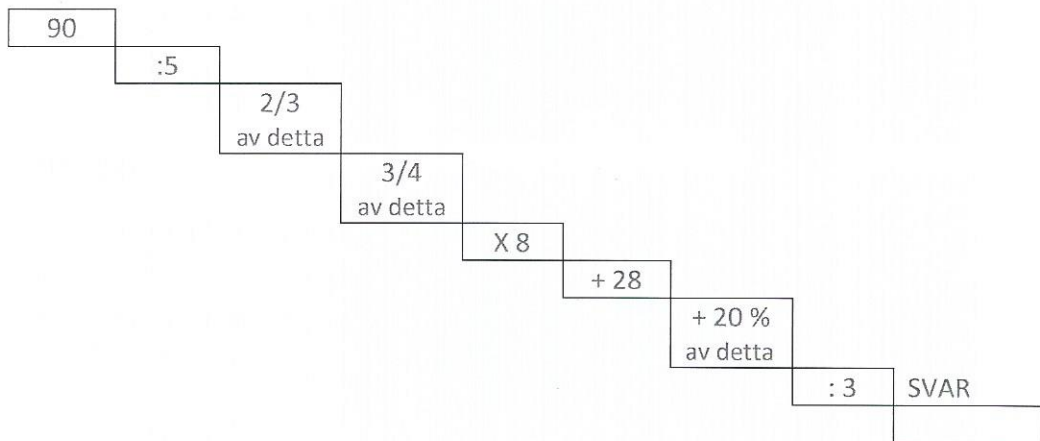 90
:5
2/3
av detta
3/4
av detta
X 8
+ 28
+ 20 %
av detta
: 3
SVAR